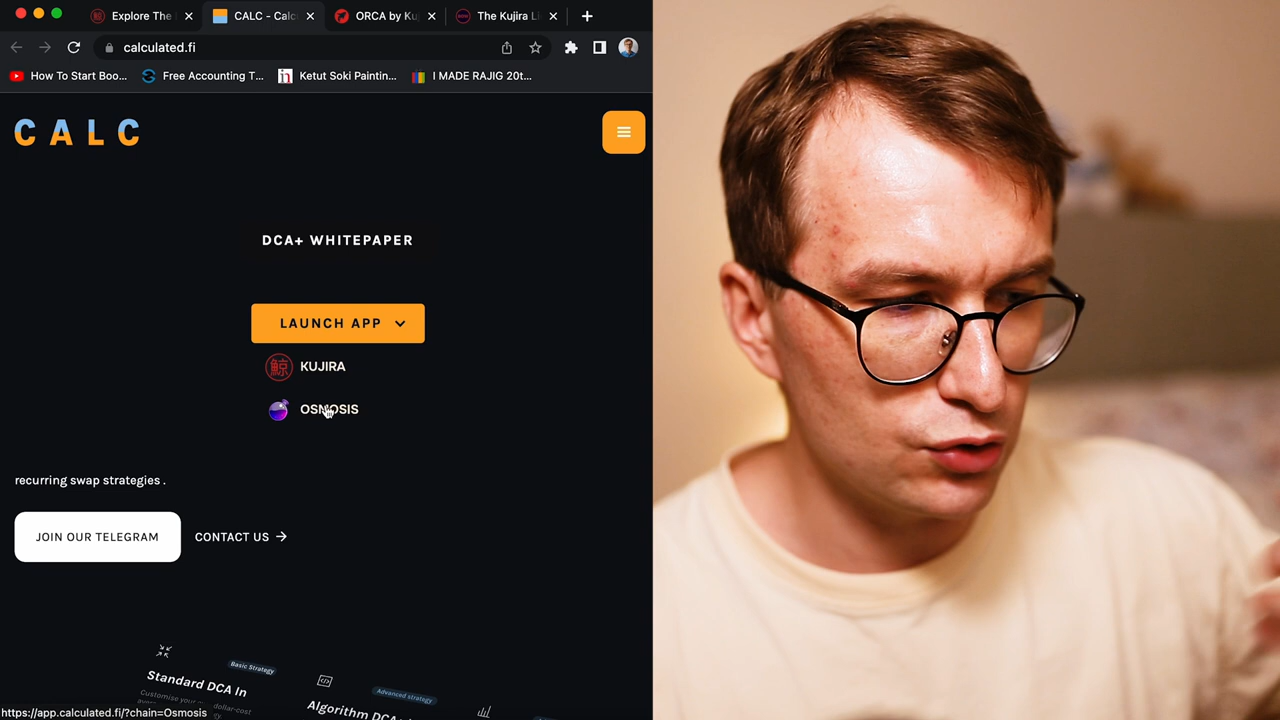 Explore The
CALC - Calc
ORCA by Ku
The Kujira Li
calculated.fi
How To Start Boo...
Free Accounting T...
Ketut Soki Paintin...
I MADE RAJIG 20t...
CALC
DCA+ WHITEPAPER
LAUNCH APP
鯨 KUJIRA
OSMOSIS
recurring swap strategies .
JOIN OUR TELEGRAM
CONTACT US →
Basic Strategy
Standard DCA In
Advanced strategy
Algorithm DCA+
https://app.calculated.fi/?chain=Osmosis